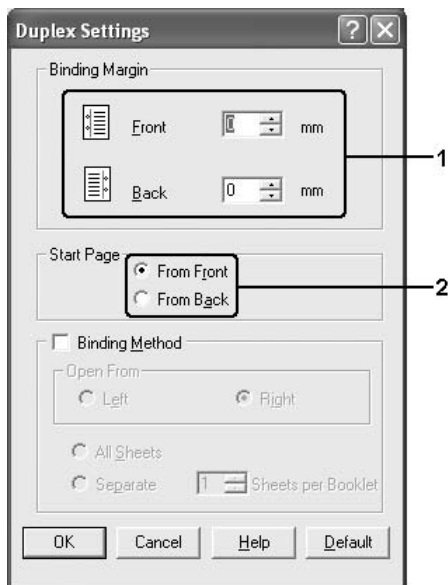 Duplex Settings
Binding Margin
Front 0 mm
1
Back 0 mm
Start Page
From Front
2
From Back
Binding Method
Open From
Left Right
All Sheets
Separate 1 Sheets per Booklet
OK Cancel Help Default